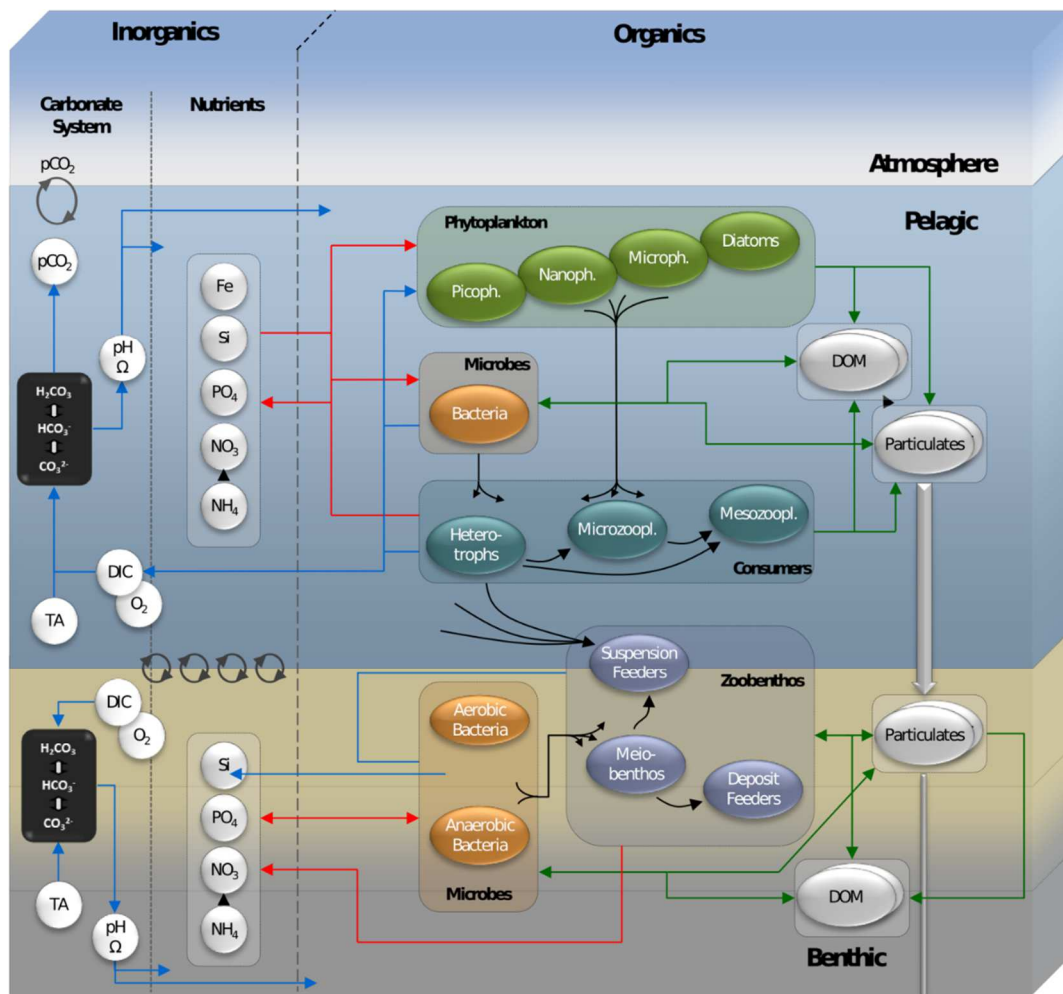 Inorganics
Organics
Carbonate
System
Nutrients
pCO₂
Atmosphere
Pelagic
pCO₂
pH
Ω
H₂CO₃
HCO₃⁻
CO₃²⁻
DIC
O₂
TA
Fe
Si
PO₄
NO₃
NH₄
Phytoplankton
Picoph.
Nanoph.
Microph.
Diatoms
Microbes
Bacteria
DOM
Particulates
Hetero-
trophs
Microzoopl.
Mesozoopl.
Consumers
DIC
O₂
H₂CO₃
HCO₃⁻
CO₃²⁻
TA
pH
Ω
Si
PO₄
NO₃
NH₄
Aerobic
Bacteria
Anaerobic
Bacteria
Microbes
Suspension
Feeders
Zoobenthos
Meio-
benthos
Deposit
Feeders
Particulates
DOM
Benthic